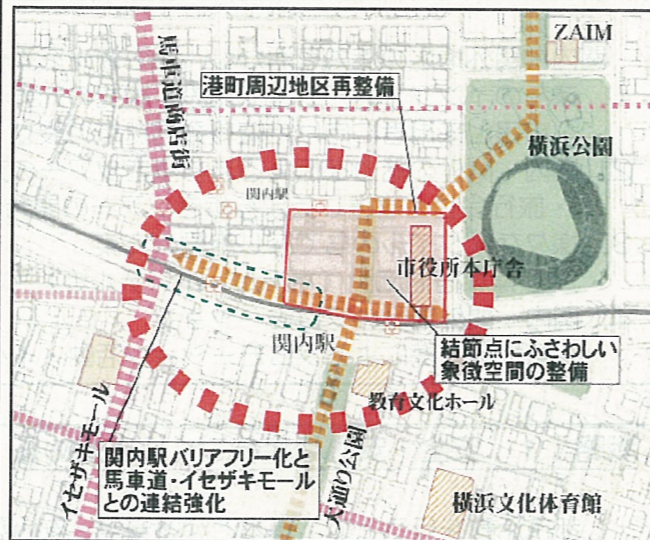 ZAIM
馬車道商店街
港町周辺地区再整備
横浜公園
関内駅
市役所本庁舎
関内駅
結節点にふさわしい
象徴空間の整備
教育文化ホール
イセザキモール
関内駅バリアフリー化と
馬車道・イセザキモール
との連結強化
大通り公園
横浜文化体育館